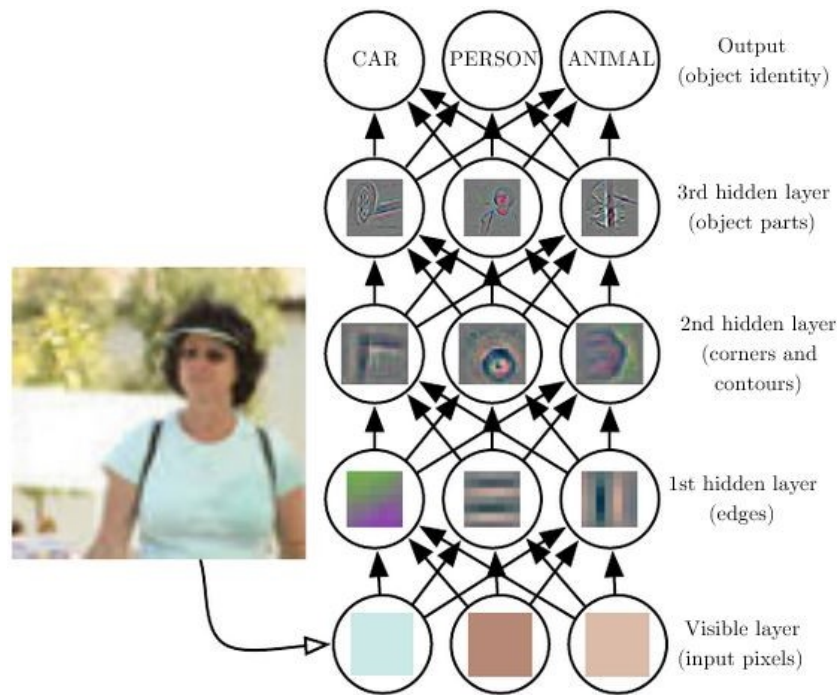 CAR PERSON ANIMAL
Output
(object identity)
3rd hidden layer
(object parts)
2nd hidden layer
(corners and
contours)
1st hidden layer
(edges)
Visible layer
(input pixels)